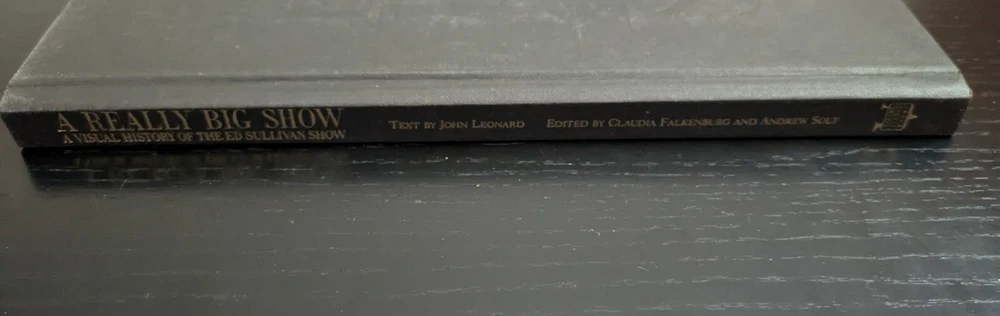 A REALLY BIG SHOW
A VISUAL HISTORY OF THE ED SULLIVAN SHOW
TEXT BY JOHN LEONARD
EDITED BY CLAUDIA FALKENBURG AND ANDREW SOLT